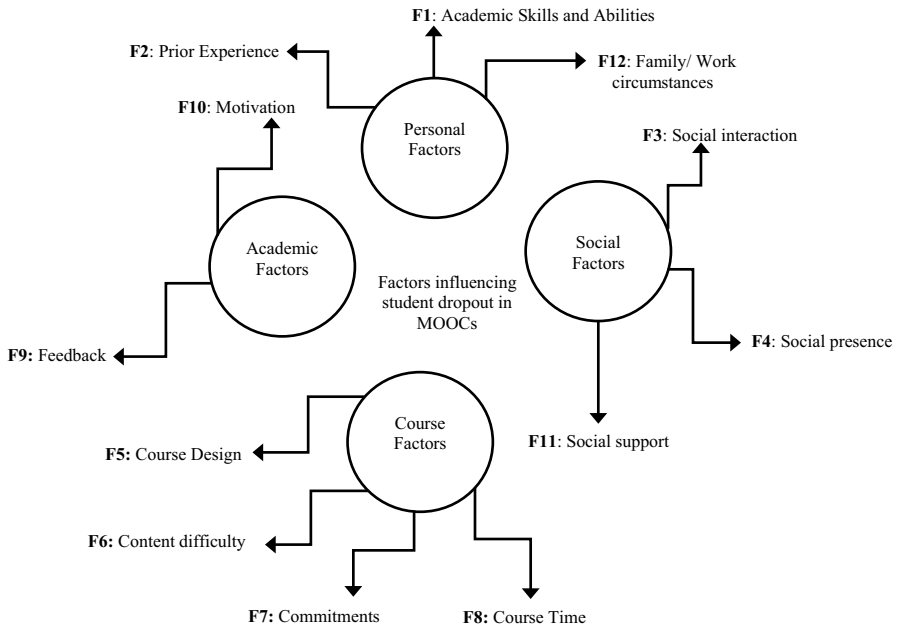 F1: Academic Skills and Abilities
F2: Prior Experience
F12: Family/ Work
circumstances
F10: Motivation
Personal
Factors
F3: Social interaction
Academic
Factors
Social
Factors
Factors influencing
student dropout in
MOOCs
F9: Feedback
F4: Social presence
Course
Factors
F11: Social support
F5: Course Design
F6: Content difficulty
F7: Commitments
F8: Course Time